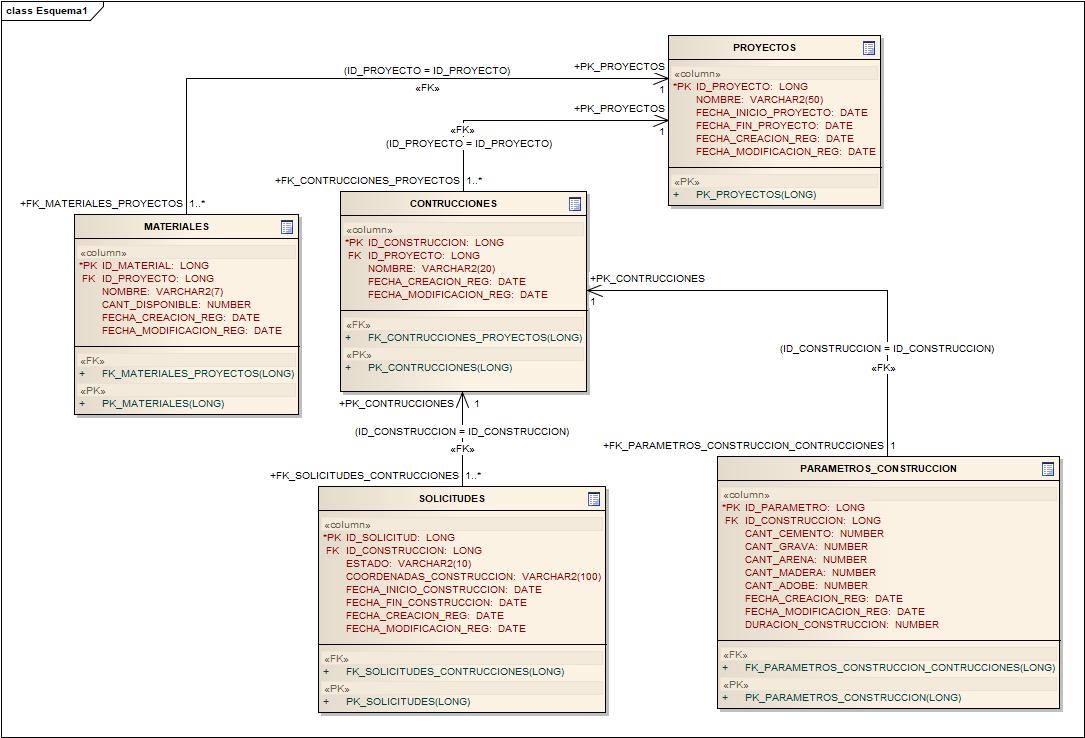 class Esquema1
PROYECTOS
«column»
*PK ID_PROYECTO: LONG
NOMBRE: VARCHAR2(50)
FECHA_INICIO_PROYECTO: DATE
FECHA_FIN_PROYECTO: DATE
FECHA_CREACION_REG: DATE
FECHA_MODIFICACION_REG: DATE
«PK»
+ PK_PROYECTOS(LONG)
+PK_PROYECTOS
1
(ID_PROYECTO = ID_PROYECTO)
«FK»
+PK_PROYECTOS
1
«FK»
(ID_PROYECTO = ID_PROYECTO)
+FK_CONTRUCCIONES_PROYECTOS
1..*
+FK_MATERIALES_PROYECTOS
1..*
MATERIALES
«column»
*PK ID_MATERIAL: LONG
FK ID_PROYECTO: LONG
NOMBRE: VARCHAR2(7)
CANT_DISPONIBLE: NUMBER
FECHA_CREACION_REG: DATE
FECHA_MODIFICACION_REG: DATE
«FK»
+ FK_MATERIALES_PROYECTOS(LONG)
«PK»
+ PK_MATERIALES(LONG)
CONTRUCCIONES
«column»
*PK ID_CONSTRUCCION: LONG
FK ID_PROYECTO: LONG
NOMBRE: VARCHAR2(20)
FECHA_CREACION_REG: DATE
FECHA_MODIFICACION_REG: DATE
«FK»
+ FK_CONTRUCCIONES_PROYECTOS(LONG)
«PK»
+ PK_CONTRUCCIONES(LONG)
+PK_CONTRUCCIONES
1
(ID_CONSTRUCCION = ID_CONSTRUCCION)
«FK»
+FK_PARAMETROS_CONSTRUCCION_CONTRUCCIONES
1
+PK_CONTRUCCIONES
1
(ID_CONSTRUCCION = ID_CONSTRUCCION)
«FK»
+FK_SOLICITUDES_CONTRUCCIONES
1..*
SOLICITUDES
«column»
*PK ID_SOLICITUD: LONG
FK ID_CONSTRUCCION: LONG
ESTADO: VARCHAR2(10)
COORDENADAS_CONSTRUCCION: VARCHAR2(100)
FECHA_INICIO_CONSTRUCCION: DATE
FECHA_FIN_CONSTRUCCION: DATE
FECHA_CREACION_REG: DATE
FECHA_MODIFICACION_REG: DATE
«FK»
+ FK_SOLICITUDES_CONTRUCCIONES(LONG)
«PK»
+ PK_SOLICITUDES(LONG)
PARAMETROS_CONSTRUCCION
«column»
*PK ID_PARAMETRO: LONG
FK ID_CONSTRUCCION: LONG
CANT_CEMENTO: NUMBER
CANT_GRAVA: NUMBER
CANT_ARENA: NUMBER
CANT_MADERA: NUMBER
CANT_ADOBE: NUMBER
FECHA_CREACION_REG: DATE
FECHA_MODIFICACION_REG: DATE
DURACION_CONSTRUCCION: NUMBER
«FK»
+ FK_PARAMETROS_CONSTRUCCION_CONTRUCCIONES(LONG)
«PK»
+ PK_PARAMETROS_CONSTRUCCION(LONG)